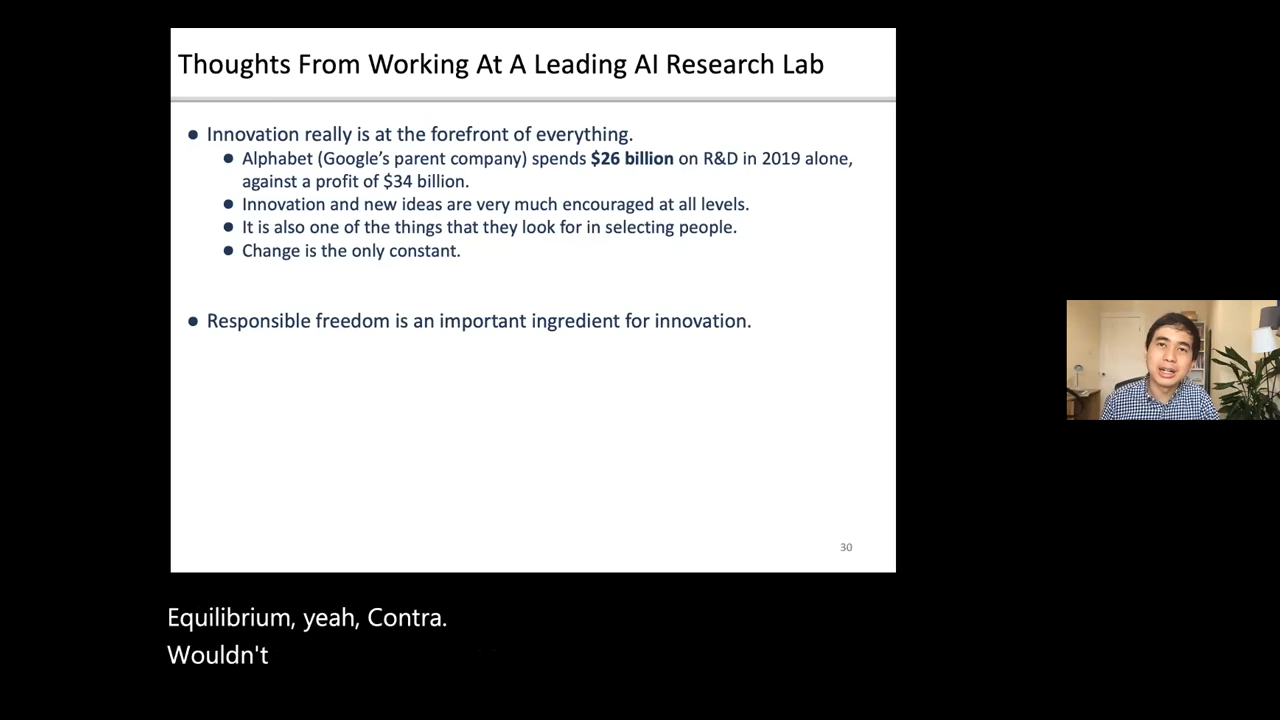 Thoughts From Working At A Leading AI Research Lab
● Innovation really is at the forefront of everything.
● Alphabet (Google’s parent company) spends $26 billion on R&D in 2019 alone,
against a profit of $34 billion.
● Innovation and new ideas are very much encouraged at all levels.
● It is also one of the things that they look for in selecting people.
● Change is the only constant.
● Responsible freedom is an important ingredient for innovation.
30
Equilibrium, yeah, Contra.
Wouldn't